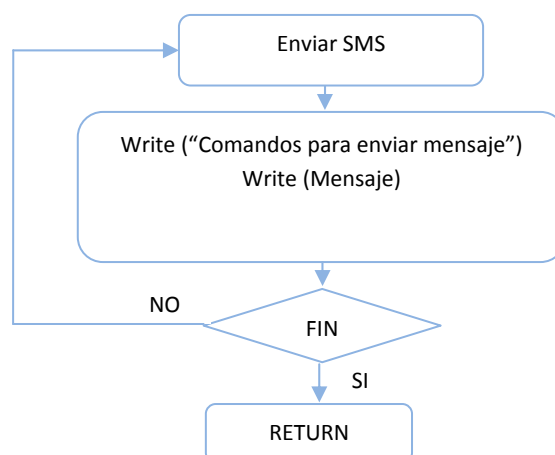 Enviar SMS
Write (“Comandos para enviar mensaje”)
Write (Mensaje)
NO
FIN
SI
RETURN